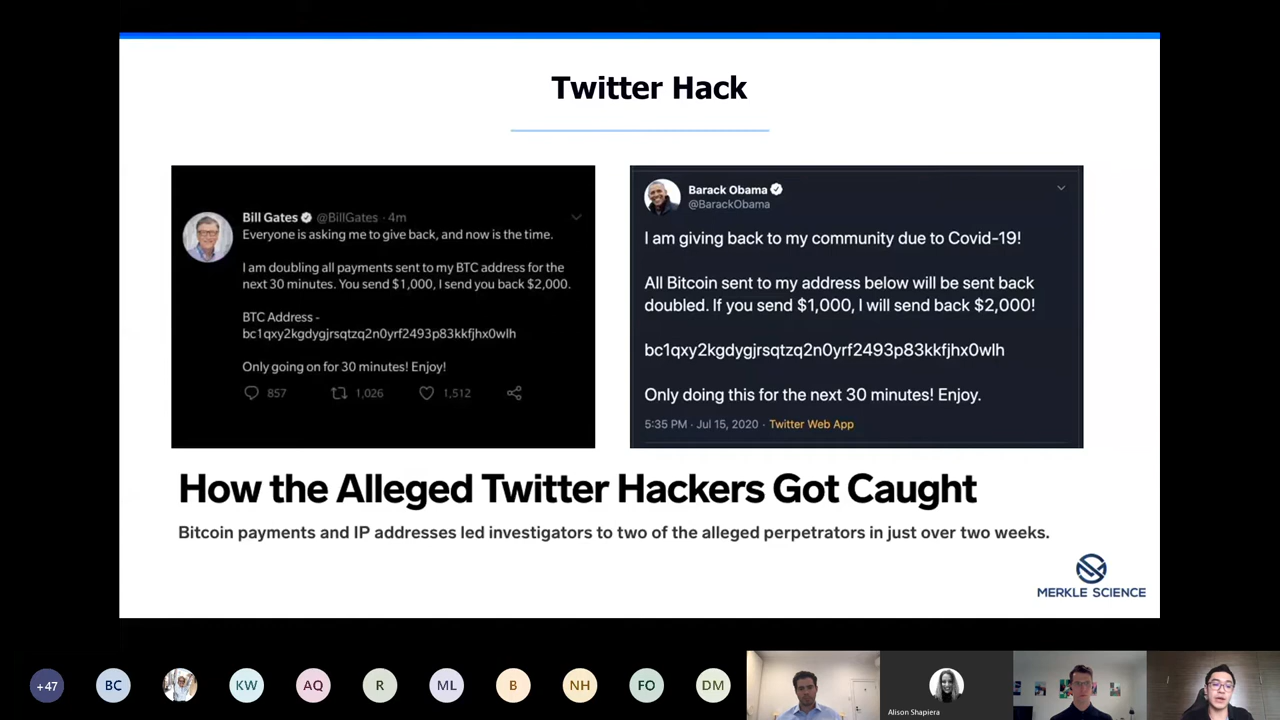 Twitter Hack
Bill Gates @BillGates · 4m
Everyone is asking me to give back, and now is the time.
I am doubling all payments sent to my BTC address for the
next 30 minutes. You send $1,000, I send you back $2,000.
BTC Address -
bc1qxy2kgdygjrsqtzq2n0yrf2493p83kkfjhx0wlh
Only going on for 30 minutes! Enjoy!
857 1,026 1,512
Barack Obama
@BarackObama
I am giving back to my community due to Covid-19!
All Bitcoin sent to my address below will be sent back
doubled. If you send $1,000, I will send back $2,000!
bc1qxy2kgdygjrsqtzq2n0yrf2493p83kkfjhx0wlh
Only doing this for the next 30 minutes! Enjoy.
5:35 PM · Jul 15, 2020 · Twitter Web App
How the Alleged Twitter Hackers Got Caught
Bitcoin payments and IP addresses led investigators to two of the alleged perpetrators in just over two weeks.
MERKLE SCIENCE
+47 BC KW AQ R ML B NH FO DM
Alison Shapiera